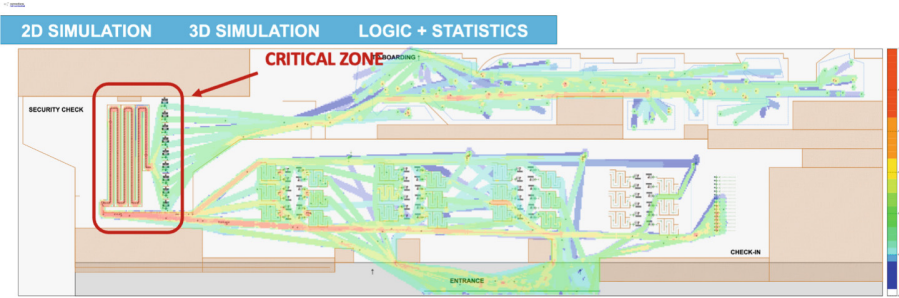 2D SIMULATION 3D SIMULATION LOGIC + STATISTICS
CRITICAL ZONE
BOARDING
SECURITY CHECK
CHECK-IN
ENTRANCE